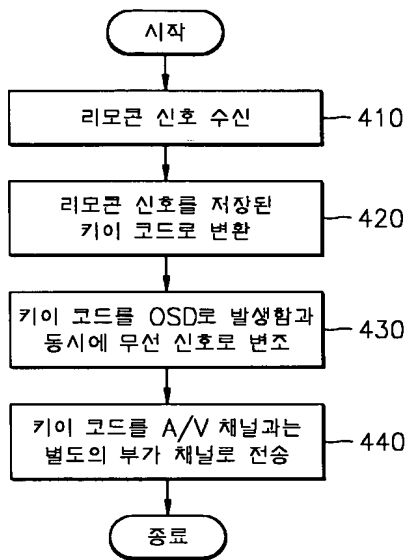 시작
리모콘 신호 수신
410
리모콘 신호를 저장된
키이 코드로 변환
420
키이 코드를 OSD로 발생함과
동시에 무선 신호로 변조
430
키이 코드를 A/V 채널과는
별도의 부가 채널로 전송
440
종료